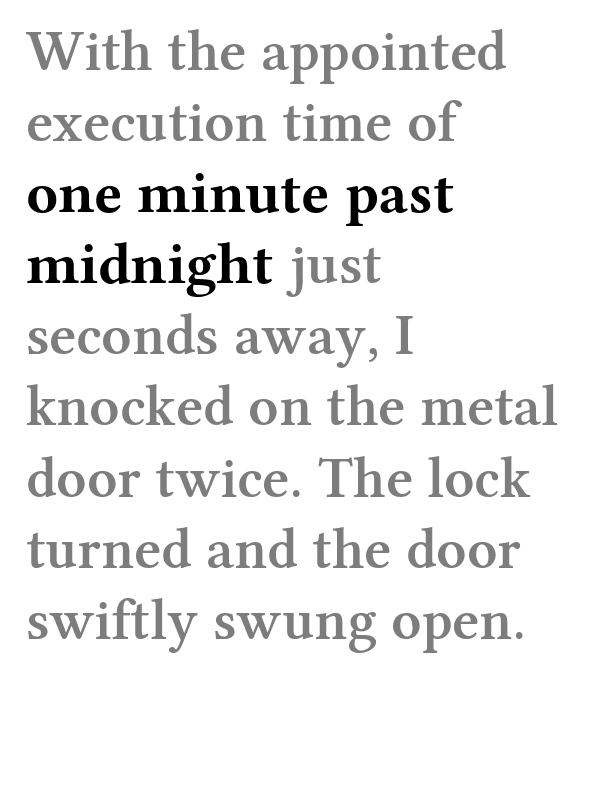 With the appointed
execution time of
one minute past
midnight just
seconds away, I
knocked on the metal
door twice. The lock
turned and the door
swiftly swung open.